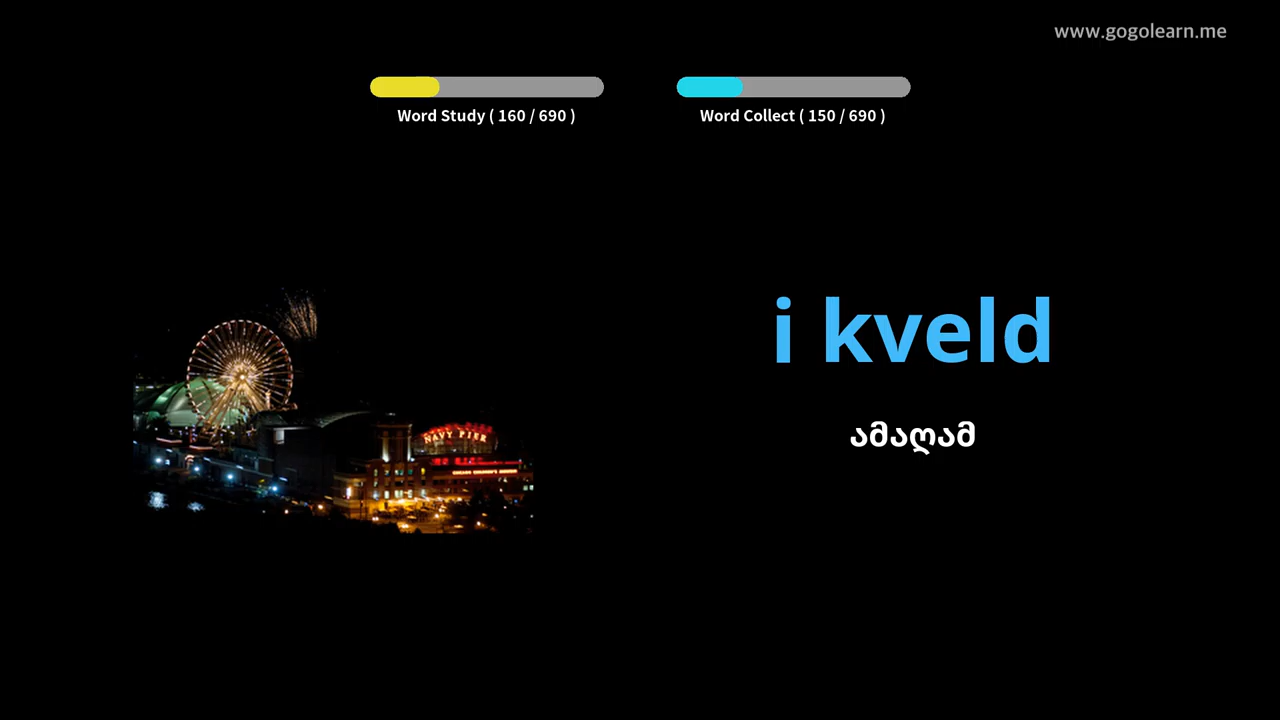 www.gogolearn.me
Word Study ( 160 / 690 )
Word Collect ( 150 / 690 )
i kveld
ამაღამ
NAVY PIER